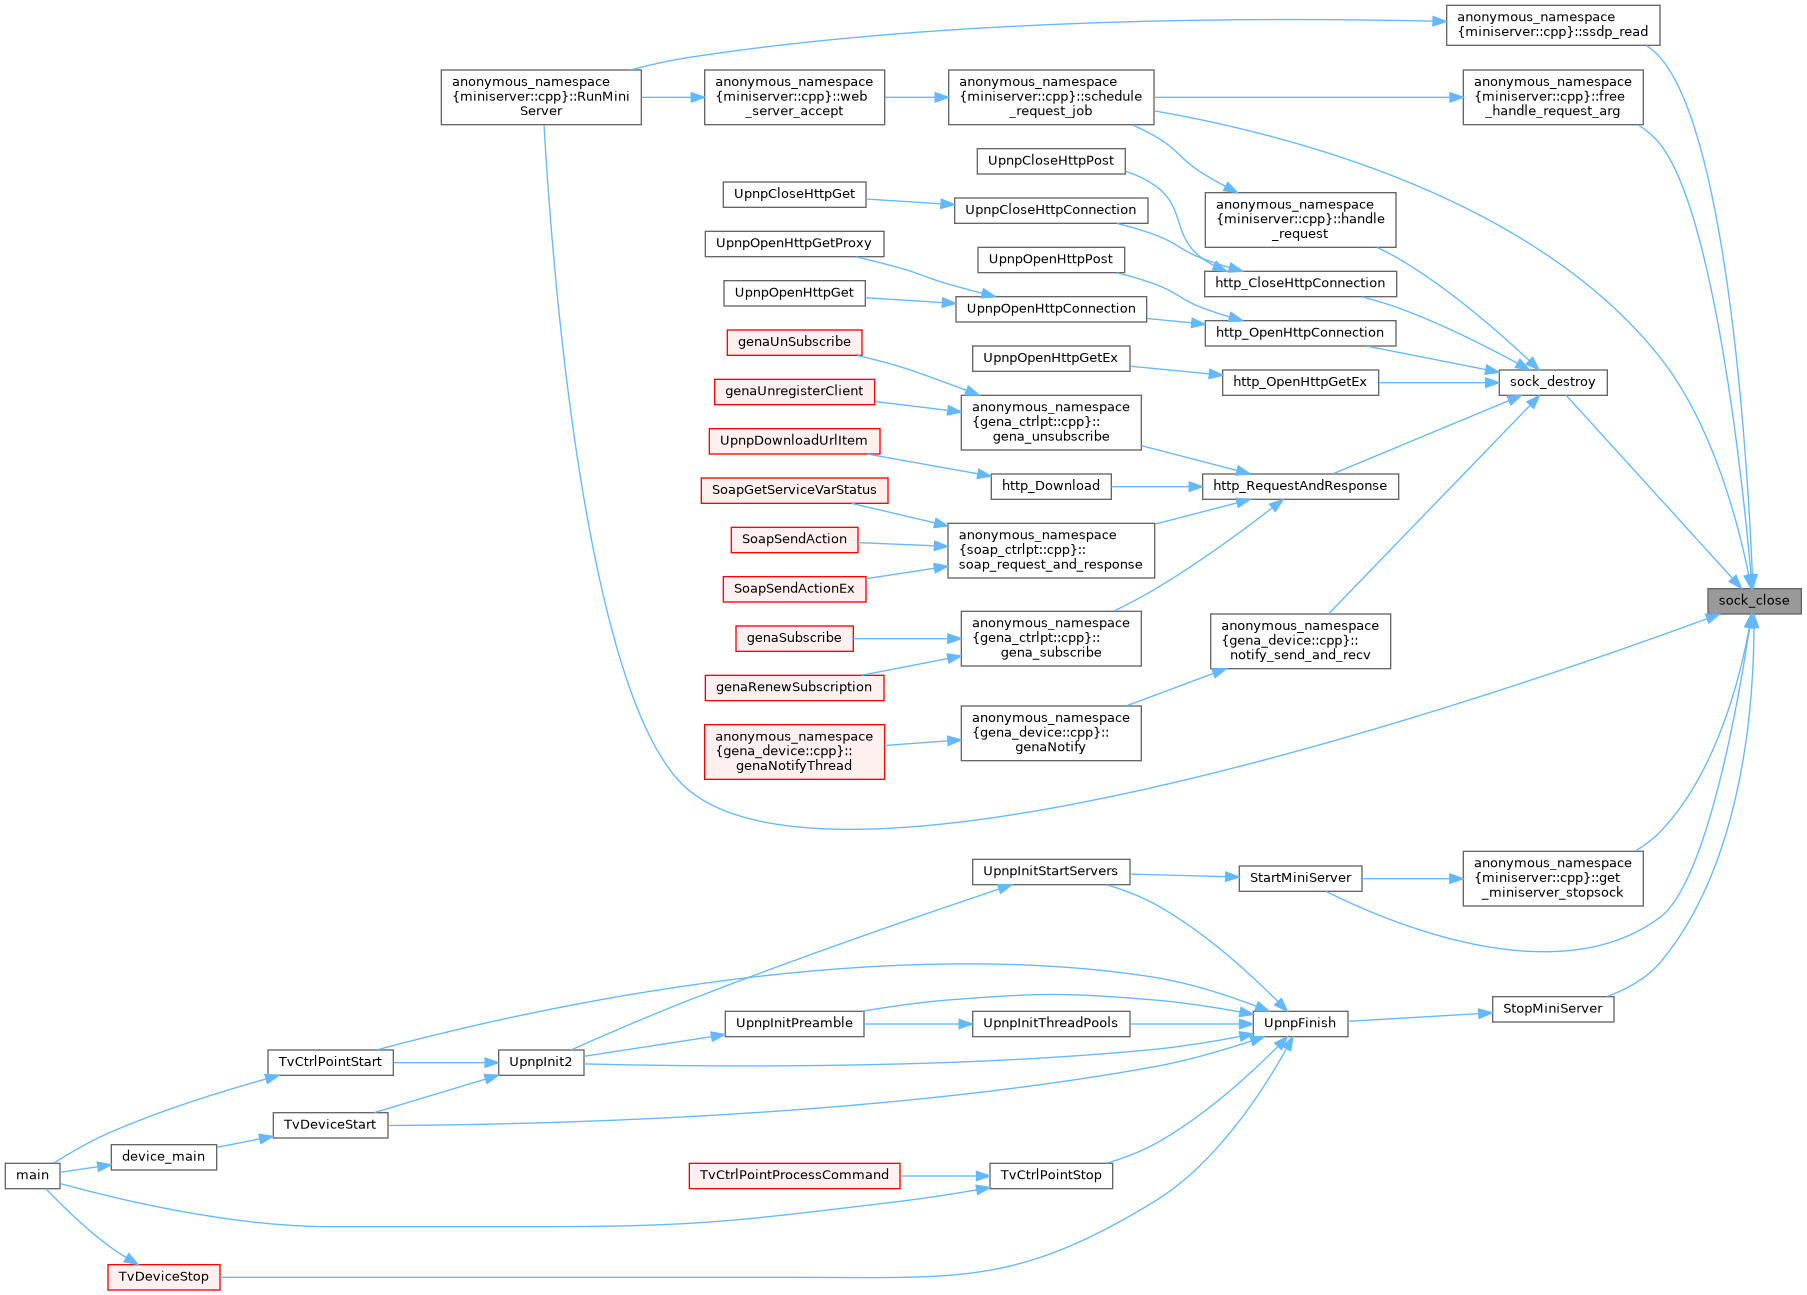 anonymous_namespace
{miniserver::cpp}::ssdp_read
anonymous_namespace
{miniserver::cpp}::RunMini
Server
anonymous_namespace
{miniserver::cpp}::web
_server_accept
anonymous_namespace
{miniserver::cpp}::schedule
_request_job
anonymous_namespace
{miniserver::cpp}::free
_handle_request_arg
UpnpCloseHttpPost
UpnpCloseHttpGet
UpnpCloseHttpConnection
anonymous_namespace
{miniserver::cpp}::handle
_request
UpnpOpenHttpGetProxy
UpnpOpenHttpPost
http_CloseHttpConnection
UpnpOpenHttpGet
UpnpOpenHttpConnection
http_OpenHttpConnection
genaUnSubscribe
UpnpOpenHttpGetEx
http_OpenHttpGetEx
sock_destroy
genaUnregisterClient
anonymous_namespace
{gena_ctrlpt::cpp}::
gena_unsubscribe
UpnpDownloadUrlItem
http_Download
http_RequestAndResponse
SoapGetServiceVarStatus
SoapSendAction
anonymous_namespace
{soap_ctrlpt::cpp}::
soap_request_and_response
SoapSendActionEx
sock_close
genaSubscribe
anonymous_namespace
{gena_ctrlpt::cpp}::
gena_subscribe
anonymous_namespace
{gena_device::cpp}::
notify_send_and_recv
genaRenewSubscription
anonymous_namespace
{gena_device::cpp}::
genaNotifyThread
anonymous_namespace
{gena_device::cpp}::
genaNotify
UpnpInitStartServers
StartMiniServer
anonymous_namespace
{miniserver::cpp}::get
_miniserver_stopsock
StopMiniServer
UpnpInitPreamble
UpnpInitThreadPools
UpnpFinish
TvCtrlPointStart
UpnpInit2
TvDeviceStart
device_main
main
TvCtrlPointProcessCommand
TvCtrlPointStop
TvDeviceStop